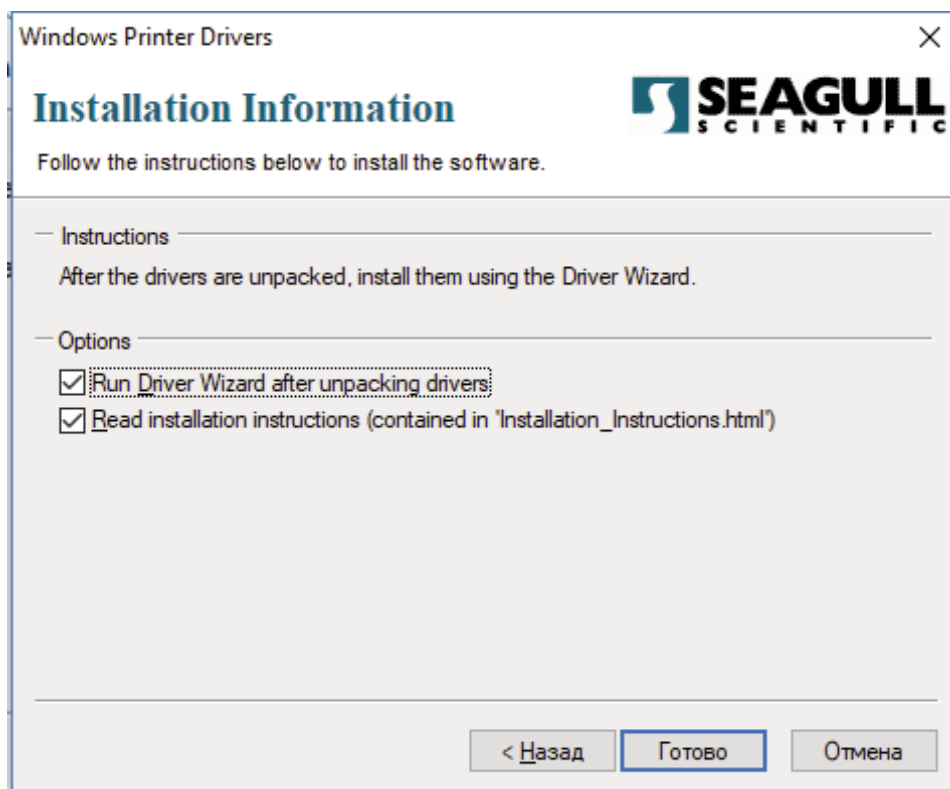 Windows Printer Drivers
Installation Information
SEAGULL
SCIENTIFIC
Follow the instructions below to install the software.
Instructions
After the drivers are unpacked, install them using the Driver Wizard.
Options
Run Driver Wizard after unpacking drivers
Read installation instructions (contained in 'Installation_Instructions.html')
< Назад
Готово
Отмена